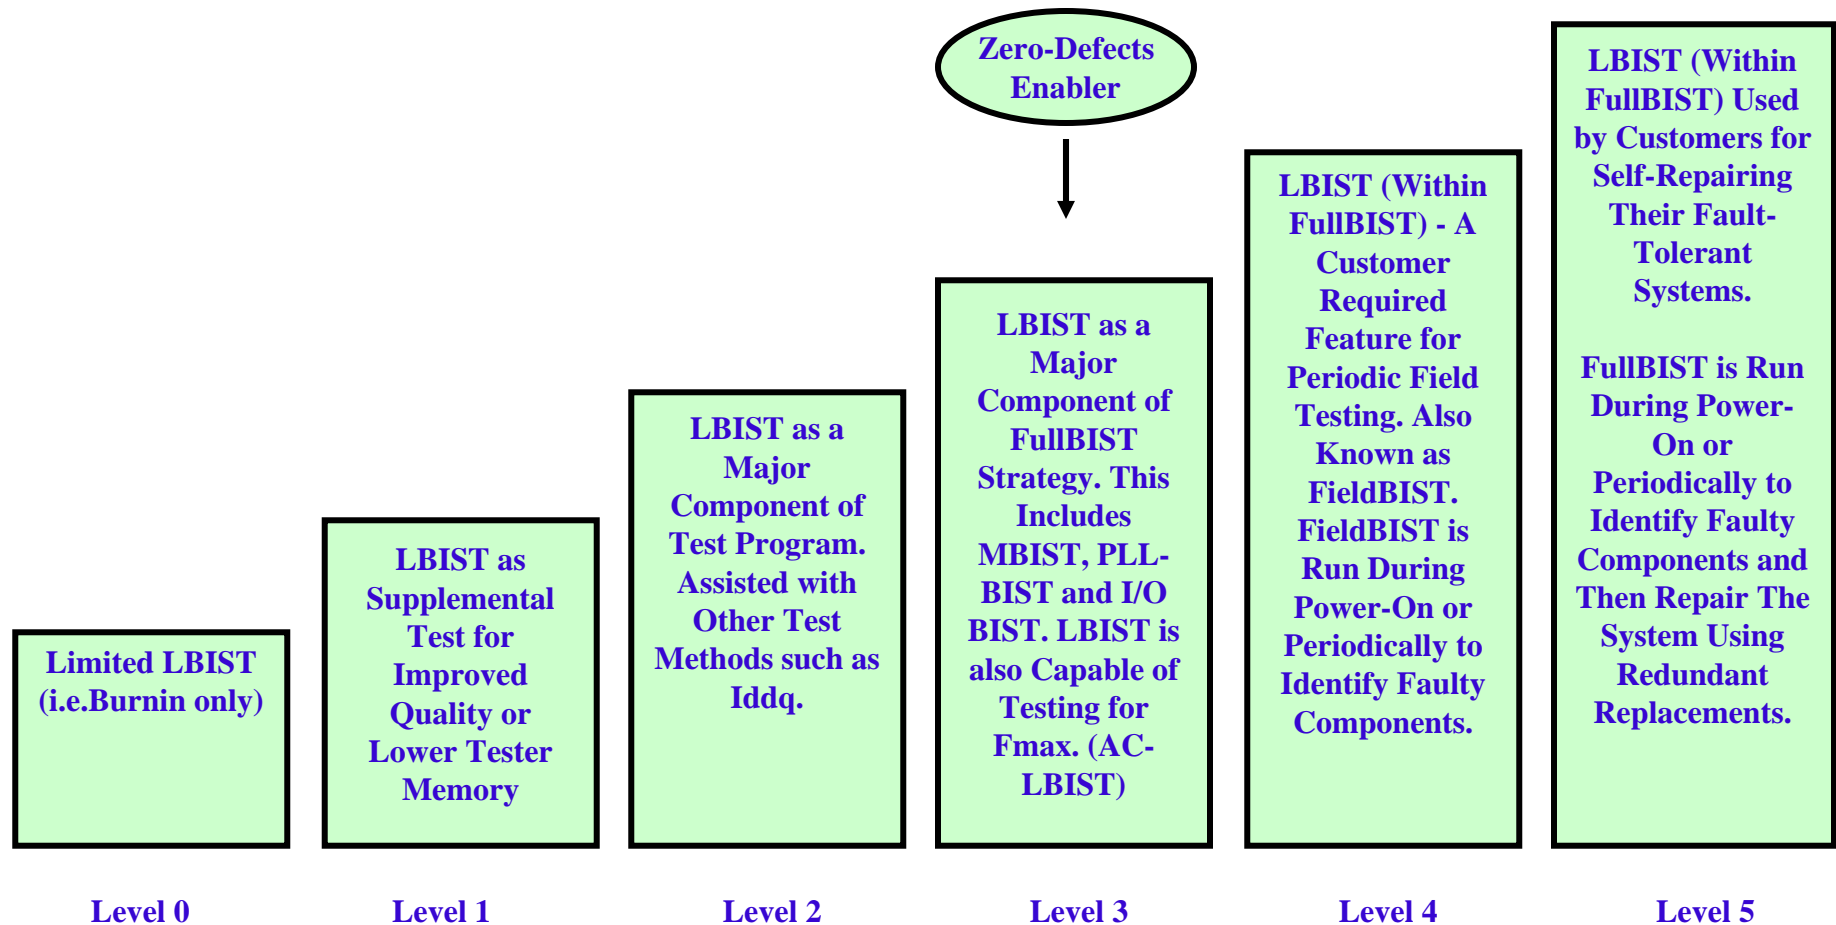 Zero-Defects
Enabler
Limited LBIST
(i.e.Burnin only)
LBIST as
Supplemental
Test for
Improved
Quality or
Lower Tester
Memory
LBIST as a
Major
Component of
Test Program.
Assisted with
Other Test
Methods such as
Iddq.
LBIST as a
Major
Component of
FullBIST
Strategy. This
Includes
MBIST, PLL-
BIST and I/O
BIST. LBIST is
also Capable of
Testing for
Fmax. (AC-
LBIST)
LBIST (Within
FullBIST) - A
Customer
Required
Feature for
Periodic Field
Testing. Also
Known as
FieldBIST.
FieldBIST is
Run During
Power-On or
Periodically to
Identify Faulty
Components.
LBIST (Within
FullBIST) Used
by Customers for
Self-Repairing
Their Fault-
Tolerant
Systems.
FullBIST is Run
During Power-
On or
Periodically to
Identify Faulty
Components and
Then Repair The
System Using
Redundant
Replacements.
Level 0
Level 1
Level 2
Level 3
Level 4
Level 5